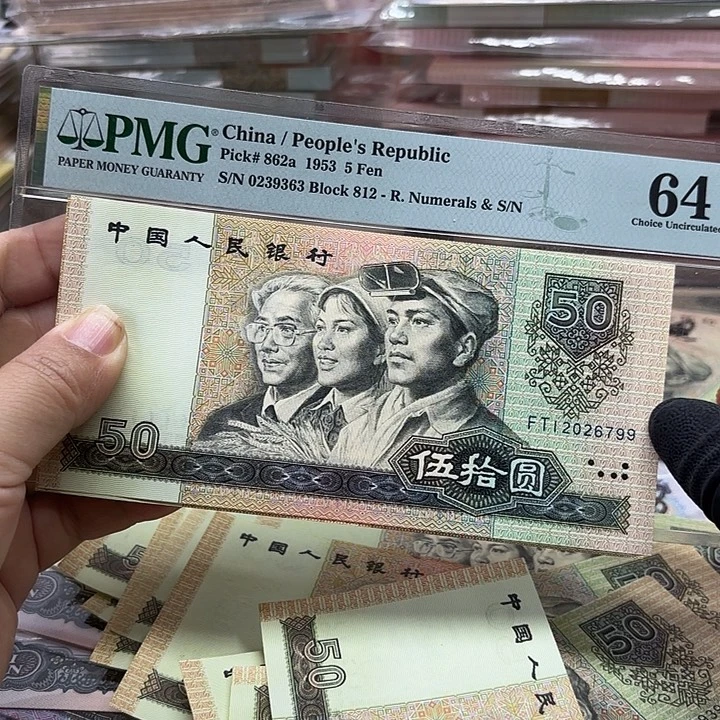 PMG®
PAPER MONEY GUARANTY
China / People's Republic
Pick# 862a 1953 5 Fen
S/N 0239363 Block 812 - R. Numerals & S/N
64
Choice Uncirculated
中国人民银行
50
FT12026799
50
伍拾圆
中国人民银行
50
中国人民
50
50